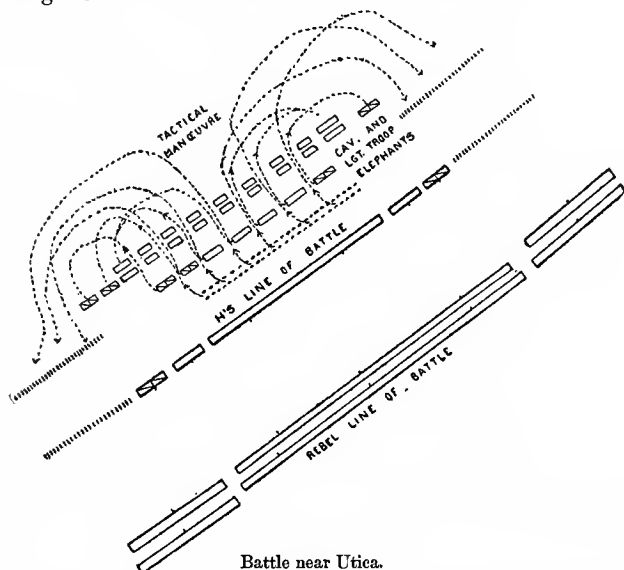 TACTICAL
MANŒUVRE
CAV. AND
LGT. TROOP
ELEPHANTS
H'S LINE OF BATTLE
REBEL LINE OF BATTLE
Battle near Utica.